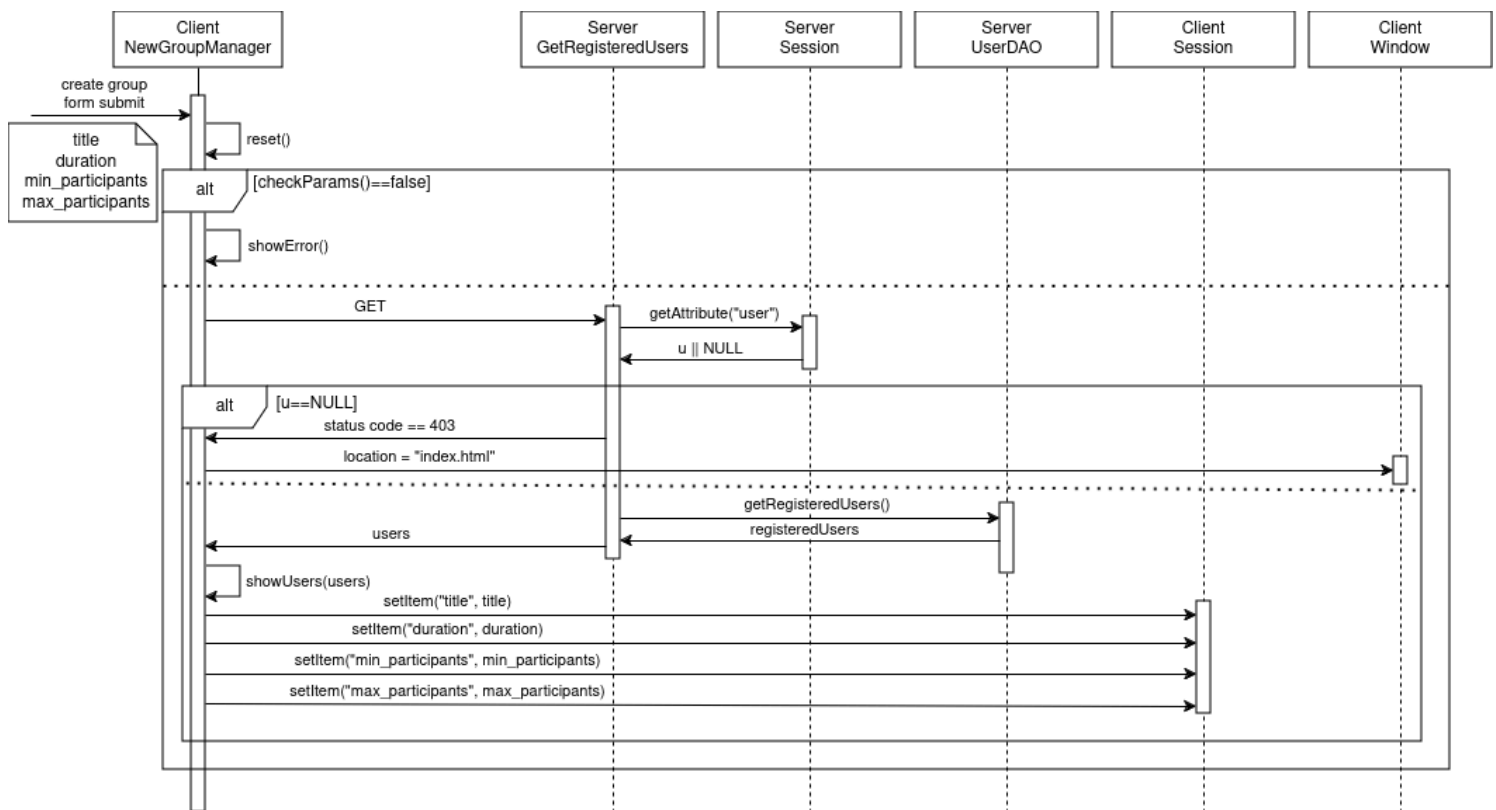 Client
NewGroupManager
Server
GetRegisteredUsers
Server
Session
Server
UserDAO
Client
Session
Client
Window
create group
form submit
title
duration
min_participants
max_participants
reset()
alt
[checkParams()==false]
showError()
GET
getAttribute("user")
u || NULL
alt
[u==NULL]
status code == 403
location = "index.html"
getRegisteredUsers()
registeredUsers
users
showUsers(users)
setItem("title", title)
setItem("duration", duration)
setItem("min_participants", min_participants)
setItem("max_participants", max_participants)